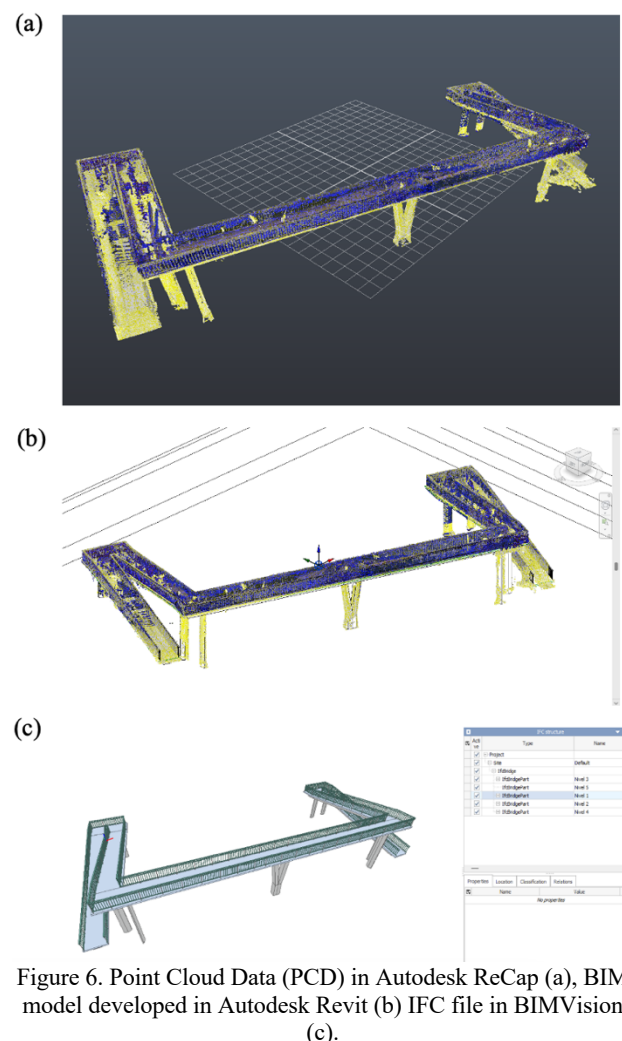 (a)
(b)
(c)
IFC structure
Type Name
Project
Site Default
IfcBridge
IfcBridgePart Nivel 3
IfcBridgePart Nivel 5
IfcBridgePart Nivel 1
IfcBridgePart Nivel 2
IfcBridgePart Nivel 4
Properties Location Classification Relations
Name Value
No properties
Figure 6. Point Cloud Data (PCD) in Autodesk ReCap (a), BIM
model developed in Autodesk Revit (b) IFC file in BIMVision
(c).